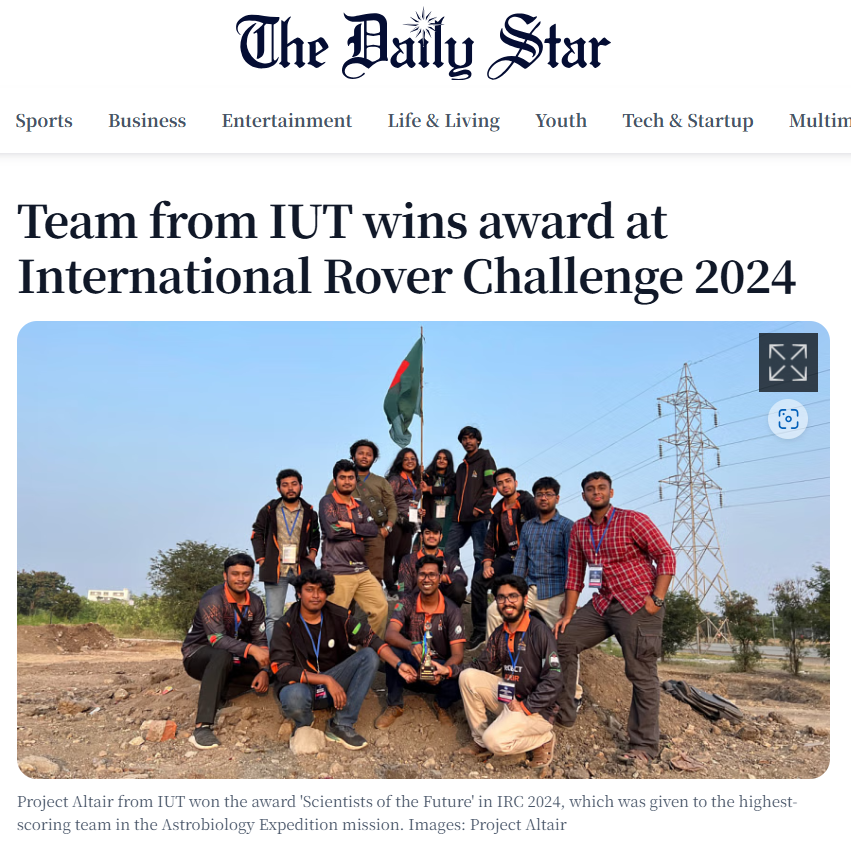 The Daily Star
Sports Business Entertainment Life & Living Youth Tech & Startup Multim
Team from IUT wins award at
International Rover Challenge 2024
Project Altair from IUT won the award 'Scientists of the Future' in IRC 2024, which was given to the highest-
scoring team in the Astrobiology Expedition mission. Images: Project Altair